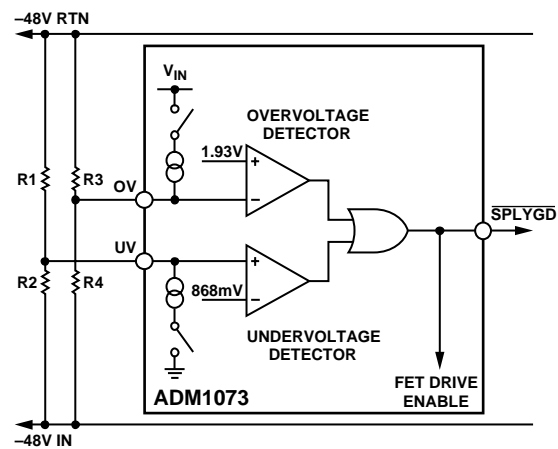 –48V RTN
VIN
OVERVOLTAGE
DETECTOR
1.93V
+
–
R1
R3
OV
SPLYGD
UV
R2
R4
+
868mV
–
UNDERVOLTAGE
DETECTOR
FET DRIVE
ENABLE
ADM1073
–48V IN